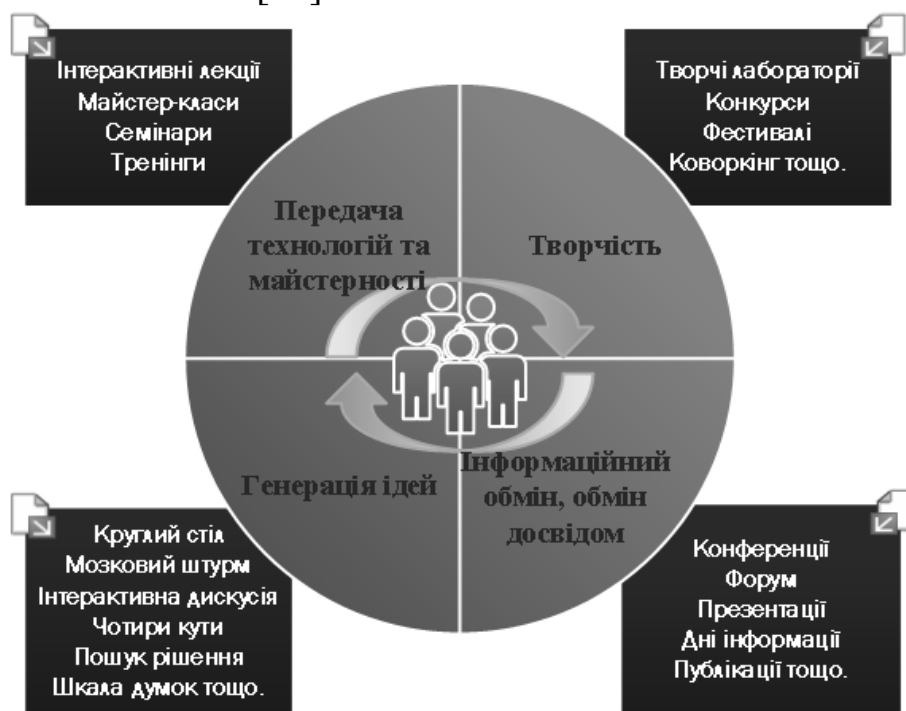 Інтерактивні лекції
Майстер-класи
Семінари
Тренінги
Творчі лабораторії
Конкурси
Фестивалі
Коворкінг тощо.
Передача
технологій та
майстерності
Творчість
Генерація ідей
Інформаційний
обмін, обмін
досвідом
Круглий стіл
Мозковий штурм
Інтерактивна дискусія
Чотири кути
Пошук рішення
Шкала думок тощо.
Конференції
Форум
Презентації
Дні інформації
Публікації тощо.